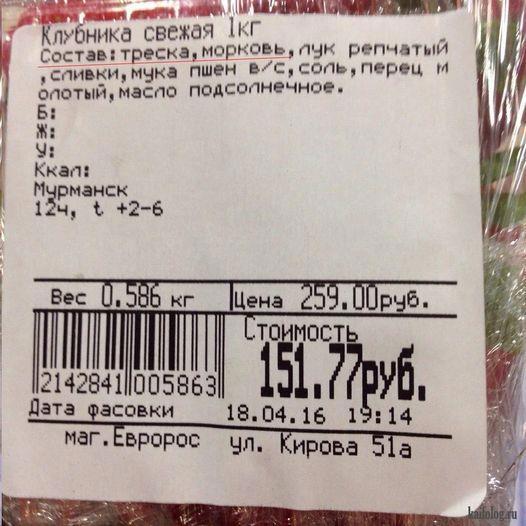 Клубника свежая 1кг
Состав:треска,морковь,лук репчатый
,сливки,мука пшен в/с,соль,перец м
олотый,масло подсолнечное.
Б:
Ж:
У:
Ккал:
Мурманск
12ч, t +2-6
Вес 0.586 кг Цена 259.00руб.
Стоимость
151.77руб.
2142841 005863
Дата фасовки 18.04.16 19:14
маг.Евророс ул. Кирова 51а
kaifolog.ru